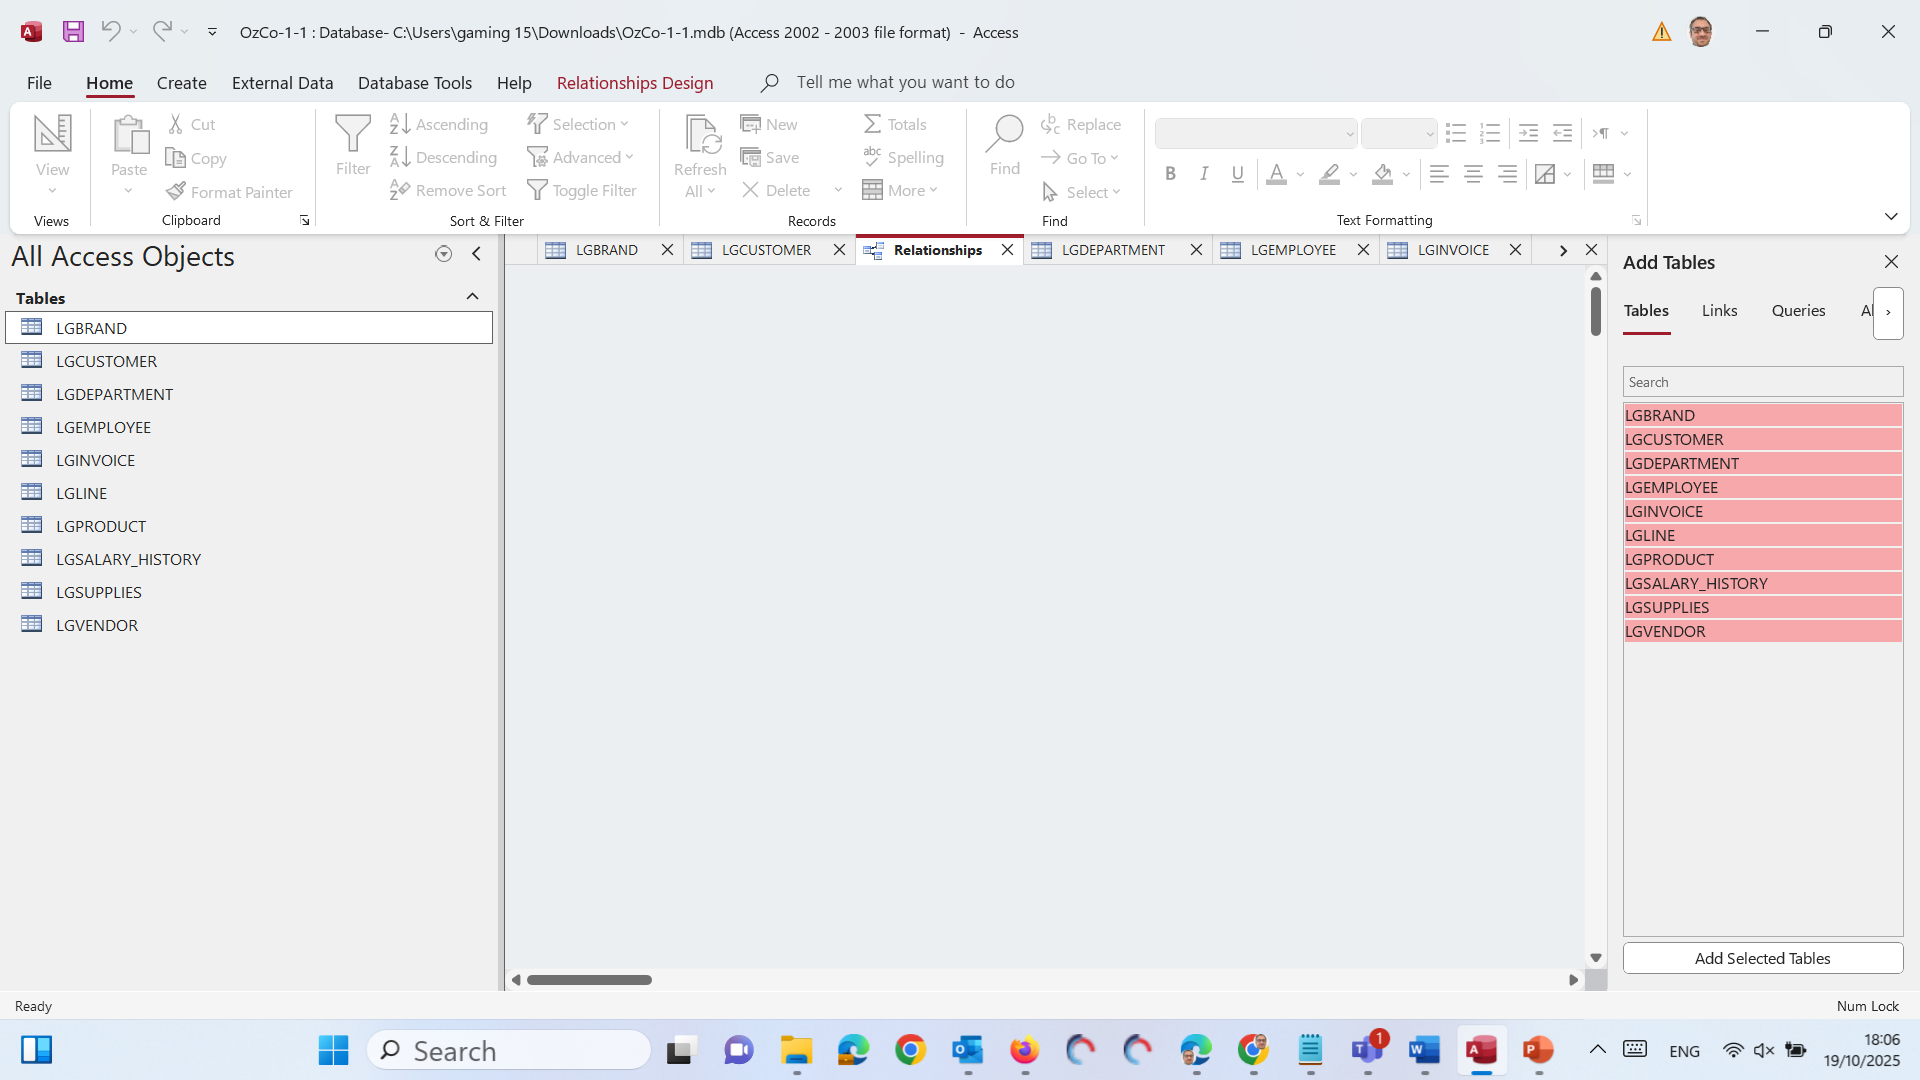 OzCo-1-1 : Database- C:\Users\gaming 15\Downloads\OzCo-1-1.mdb (Access 2002 - 2003 file format)  -  Access
File Home Create External Data Database Tools Help Relationships Design Tell me what you want to do
View
Views
Paste
Cut
Copy
Format Painter
Clipboard
Filter
Ascending
Descending
Remove Sort
Selection
Advanced
Toggle Filter
Sort & Filter
Refresh
All
New
Save
Delete
Totals
Spelling
More
Records
Find
Replace
Go To
Select
Find
B I U A
Text Formatting
All Access Objects
Tables
LGBRAND
LGCUSTOMER
LGDEPARTMENT
LGEMPLOYEE
LGINVOICE
LGLINE
LGPRODUCT
LGSALARY_HISTORY
LGSUPPLIES
LGVENDOR
LGBRAND LGCUSTOMER Relationships LGDEPARTMENT LGEMPLOYEE LGINVOICE
Add Tables
Tables Links Queries
Search
LGBRAND
LGCUSTOMER
LGDEPARTMENT
LGEMPLOYEE
LGINVOICE
LGLINE
LGPRODUCT
LGSALARY_HISTORY
LGSUPPLIES
LGVENDOR
Add Selected Tables
Ready
Num Lock
Search
1
ENG
18:06
19/10/2025